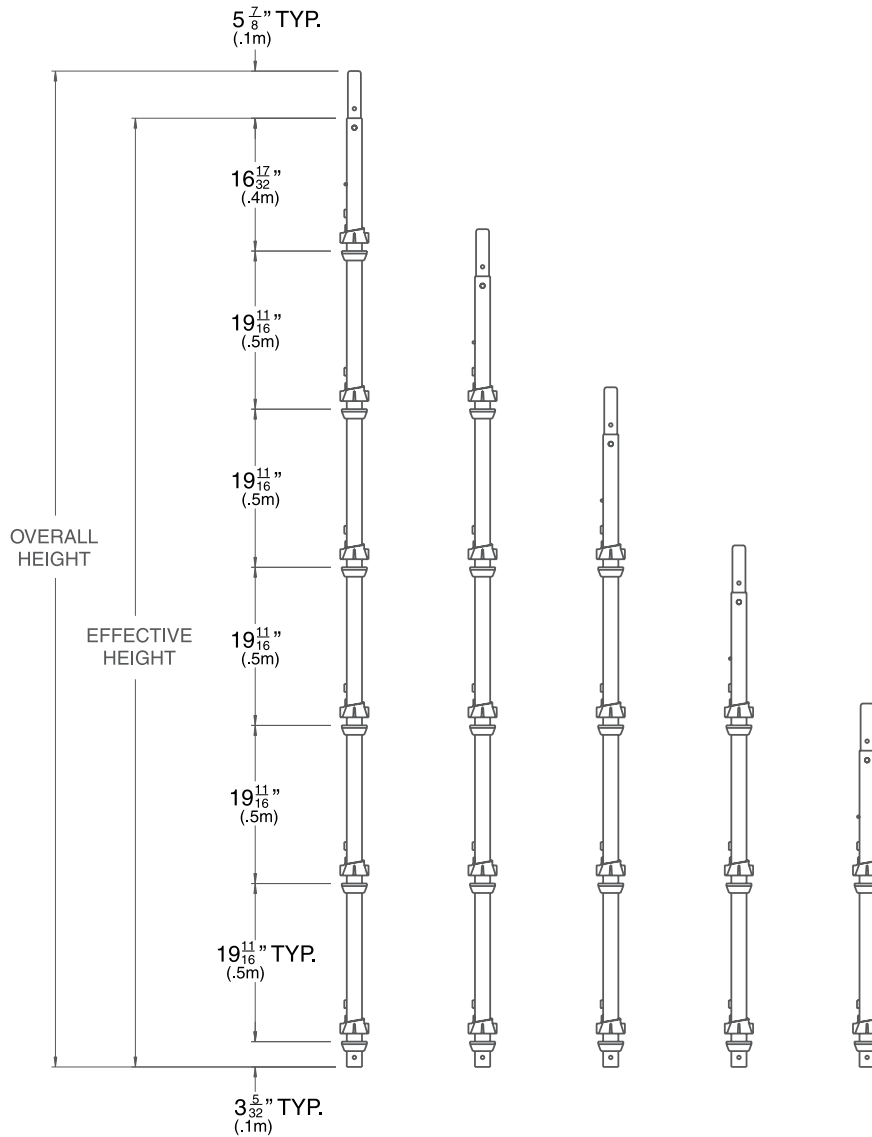 5 7/8” TYP.
(.1m)
16 17/32”
(.4m)
19 11/16”
(.5m)
19 11/16”
(.5m)
OVERALL
HEIGHT
EFFECTIVE
HEIGHT
19 11/16”
(.5m)
19 11/16”
(.5m)
19 11/16” TYP.
(.5m)
3 5/32” TYP.
(.1m)